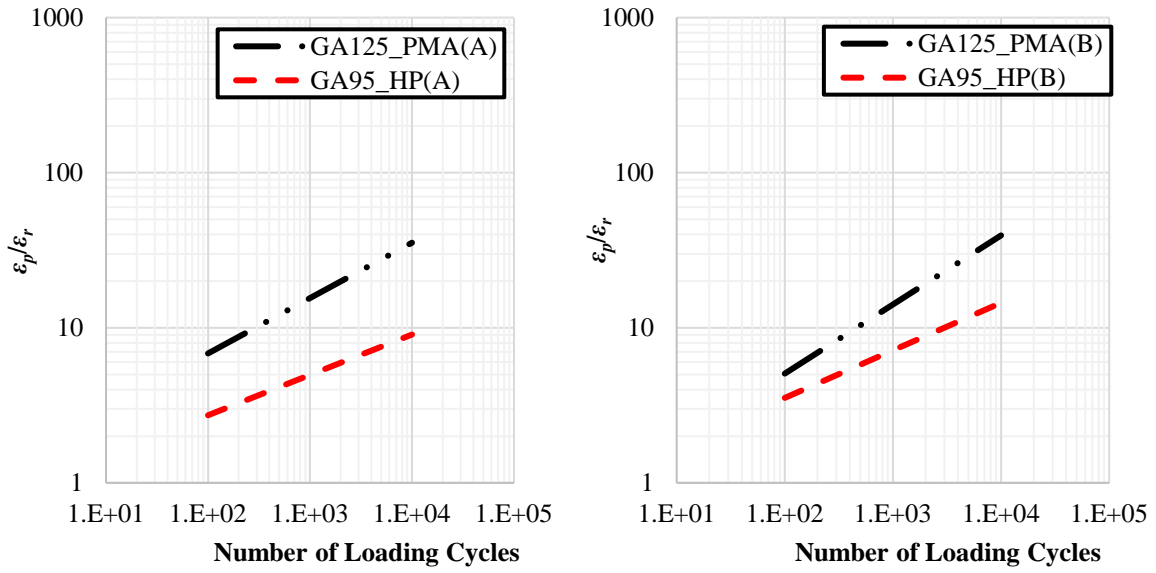 1000
100
10
1
εp/εr
GA125_PMA(A)
GA95_HP(A)
1.E+01 1.E+02 1.E+03 1.E+04 1.E+05
Number of Loading Cycles
1000
100
10
1
εp/εr
GA125_PMA(B)
GA95_HP(B)
1.E+01 1.E+02 1.E+03 1.E+04 1.E+05
Number of Loading Cycles